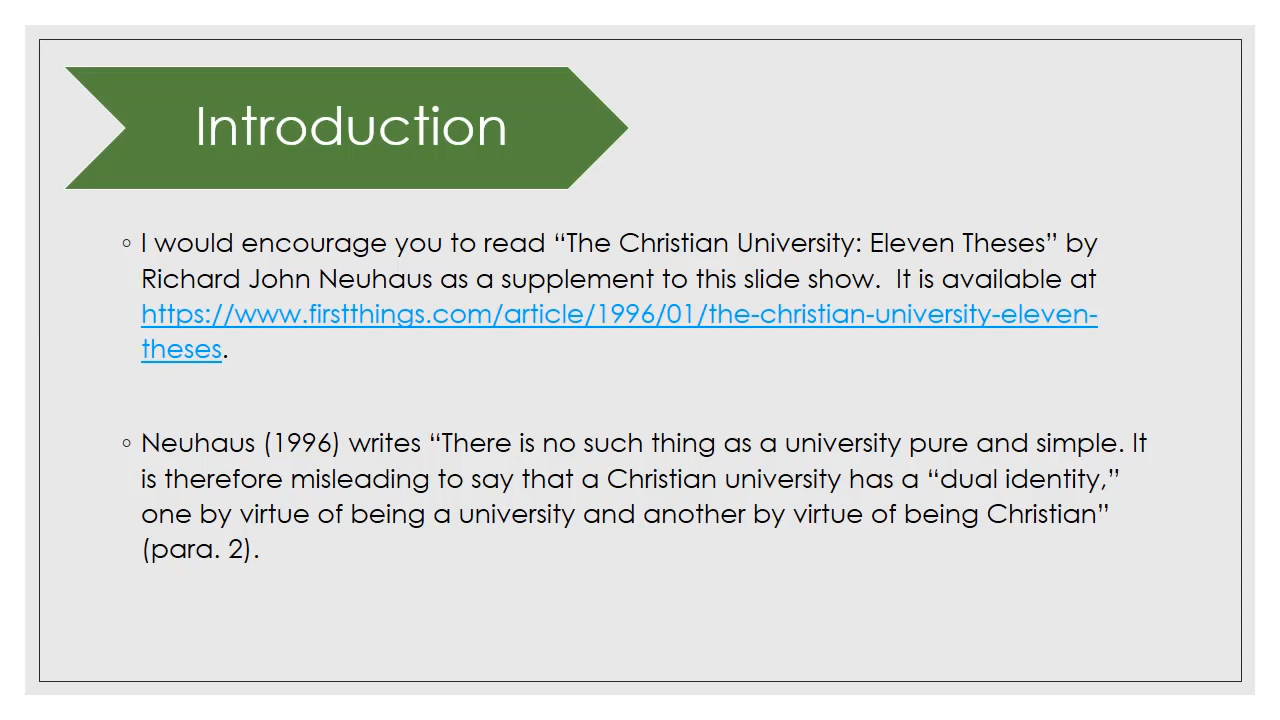 Introduction
◦ I would encourage you to read “The Christian University: Eleven Theses” by
Richard John Neuhaus as a supplement to this slide show.  It is available at
https://www.firstthings.com/article/1996/01/the-christian-university-eleven-
theses.
◦ Neuhaus (1996) writes “There is no such thing as a university pure and simple. It
is therefore misleading to say that a Christian university has a “dual identity,”
one by virtue of being a university and another by virtue of being Christian”
(para. 2).